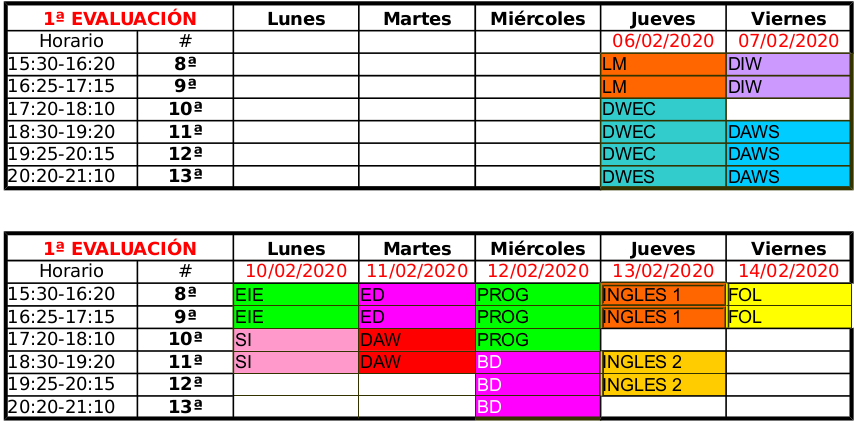 1ª EVALUACIÓN Lunes Martes Miércoles Jueves Viernes
Horario # 06/02/2020 07/02/2020
15:30-16:20 8ª LM DIW
16:25-17:15 9ª LM DIW
17:20-18:10 10ª DWEC
18:30-19:20 11ª DWEC DAWS
19:25-20:15 12ª DWEC DAWS
20:20-21:10 13ª DWES DAWS
1ª EVALUACIÓN Lunes Martes Miércoles Jueves Viernes
Horario # 10/02/2020 11/02/2020 12/02/2020 13/02/2020 14/02/2020
15:30-16:20 8ª EIE ED PROG INGLES 1 FOL
16:25-17:15 9ª EIE ED PROG INGLES 1 FOL
17:20-18:10 10ª SI DAW PROG
18:30-19:20 11ª SI DAW BD INGLES 2
19:25-20:15 12ª BD INGLES 2
20:20-21:10 13ª BD